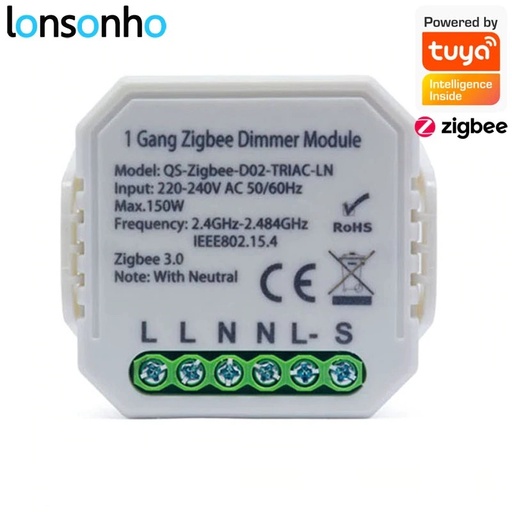 lonsonho
Powered by
tuya
Intelligence
Inside
zigbee
1 Gang Zigbee Dimmer Module
Model: QS-Zigbee-D02-TRIAC-LN
Input: 220-240V AC 50/60Hz
Max.150W
Frequency: 2.4GHz-2.484GHz
IEEE802.15.4
Zigbee 3.0
Note: With Neutral
RoHS
CE
L L N N L- S